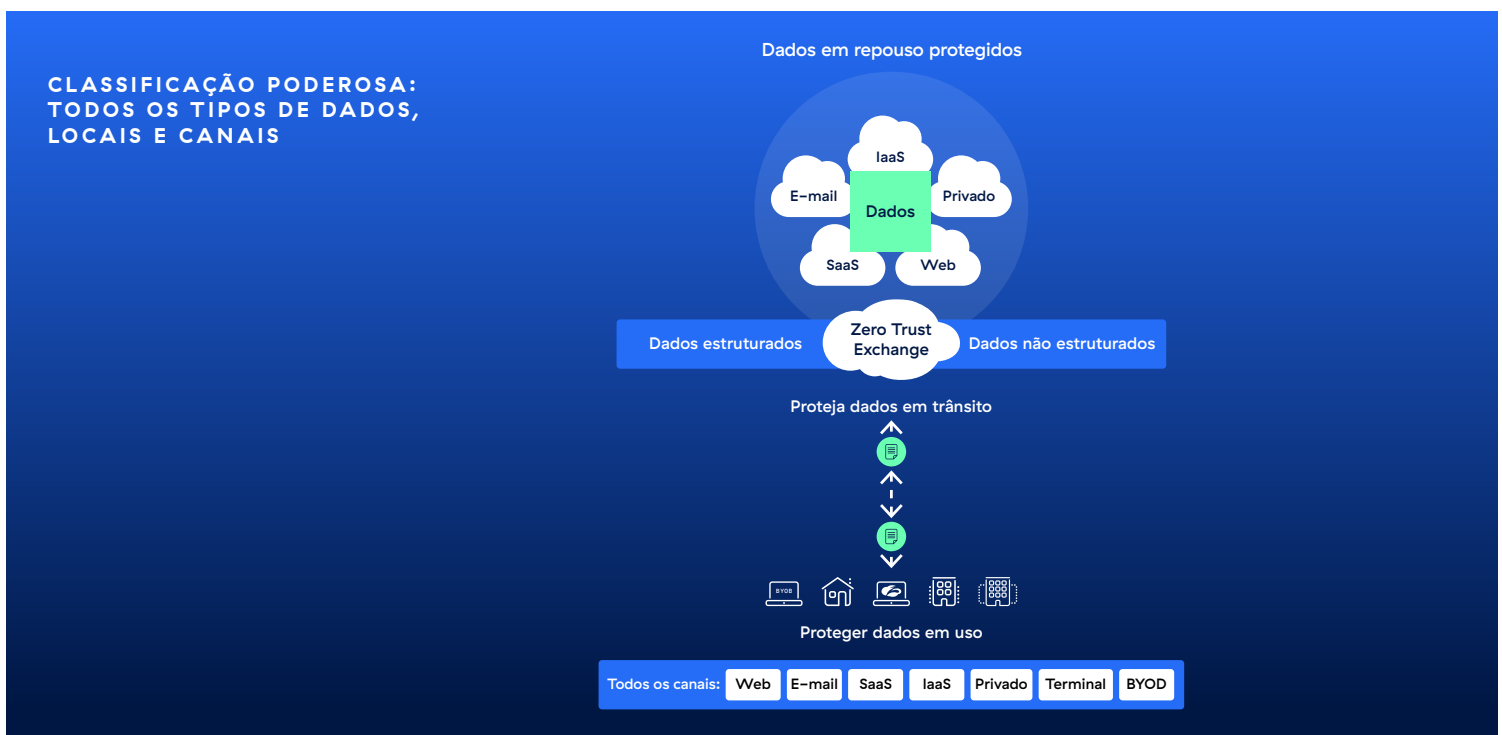 CLASSIFICAÇÃO PODEROSA:
TODOS OS TIPOS DE DADOS,
LOCAIS E CANAIS
Dados em repouso protegidos
IaaS
E-mail
Privado
Dados
SaaS
Web
Dados estruturados
Zero Trust
Exchange
Dados não estruturados
Proteja dados em trânsito
BYOB
Proteger dados em uso
Todos os canais:
Web
E-mail
SaaS
IaaS
Privado
Terminal
BYOD